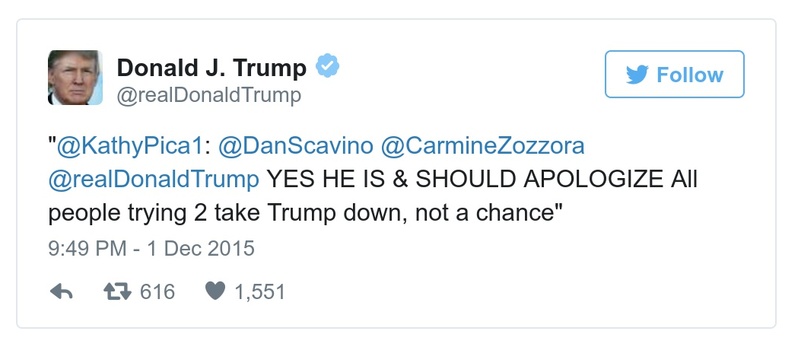 Donald J. Trump
@realDonaldTrump
Follow
"@KathyPica1: @DanScavino @CarmineZozzora
@realDonaldTrump YES HE IS & SHOULD APOLOGIZE All
people trying 2 take Trump down, not a chance"
9:49 PM - 1 Dec 2015
616 1,551